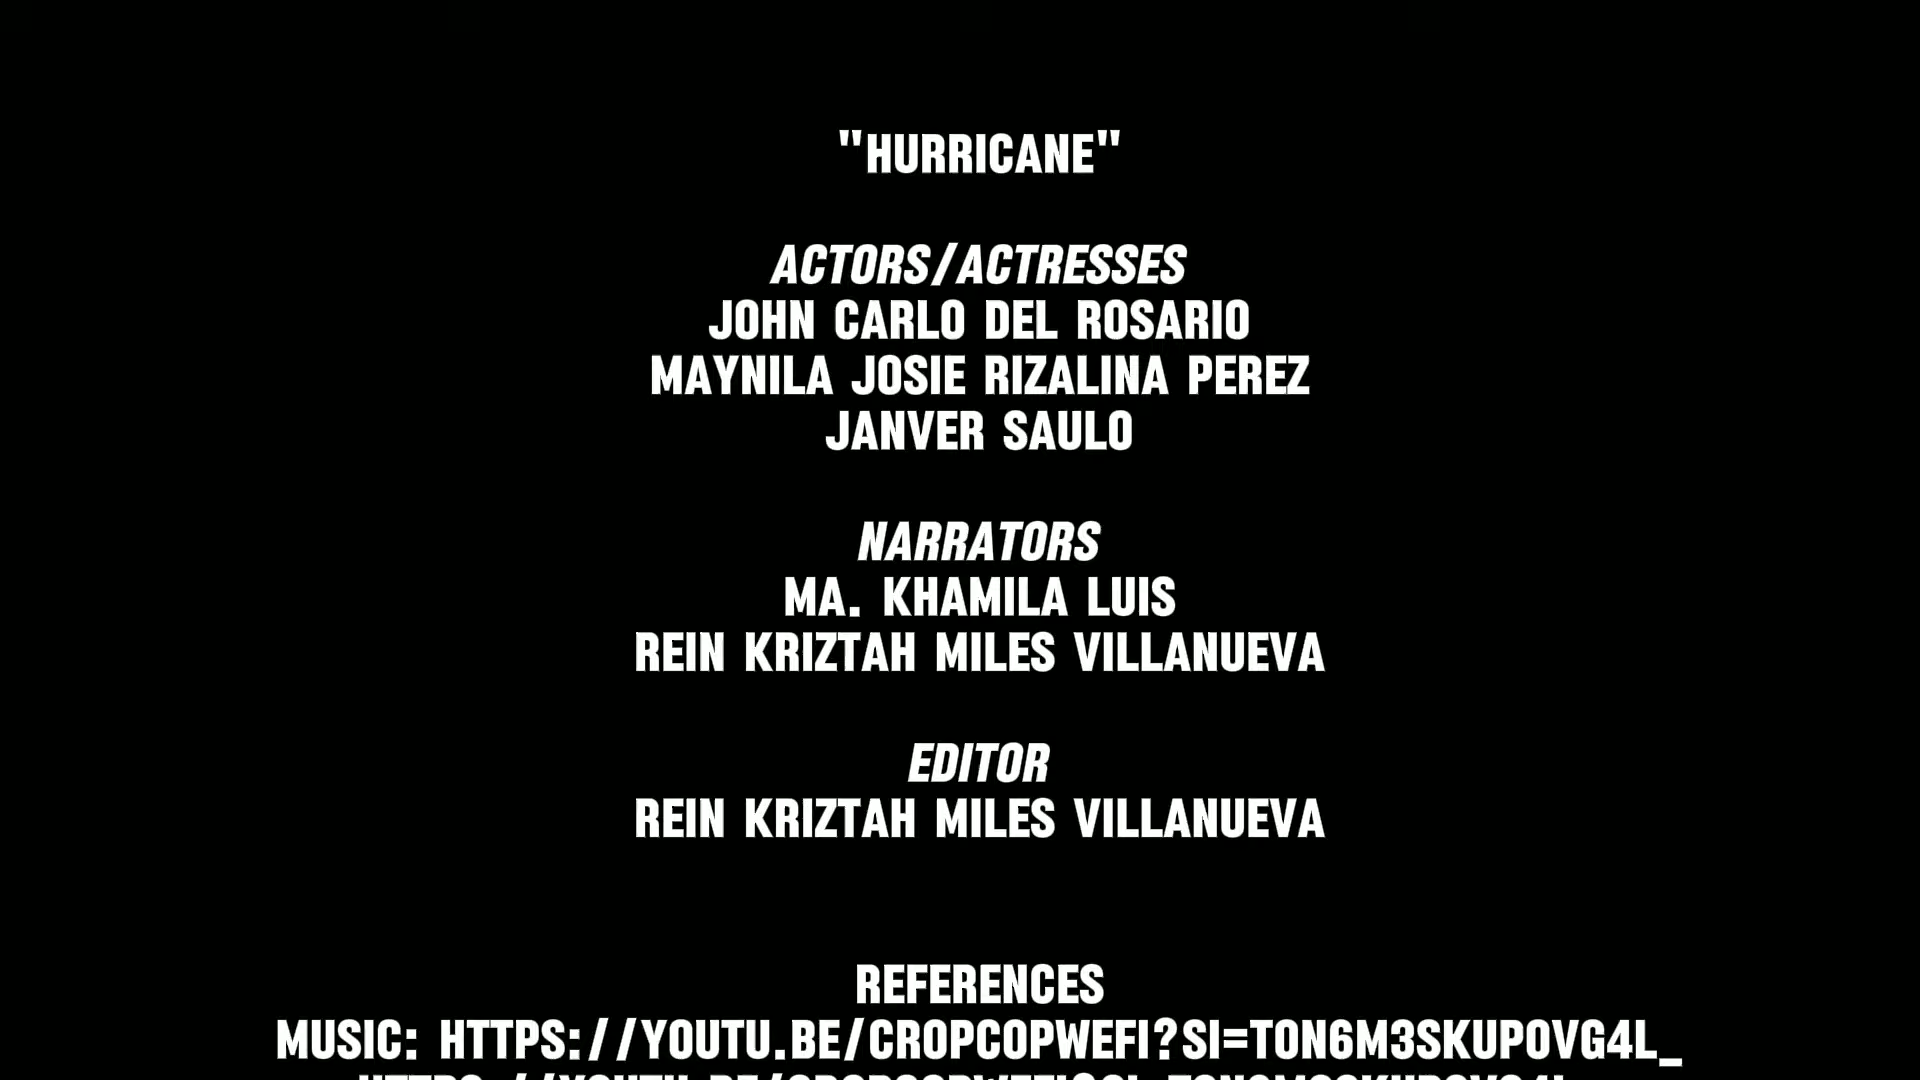 "HURRICANE"
ACTORS/ACTRESSES
JOHN CARLO DEL ROSARIO
MAYNILA JOSIE RIZALINA PEREZ
JANVER SAULO
NARRATORS
MA. KHAMILA LUIS
REIN KRIZTAH MILES VILLANUEVA
EDITOR
REIN KRIZTAH MILES VILLANUEVA
REFERENCES
MUSIC: HTTPS://YOUTU.BE/CROPCOPWEFI?SI=TON6M3SKUPOVG4L_